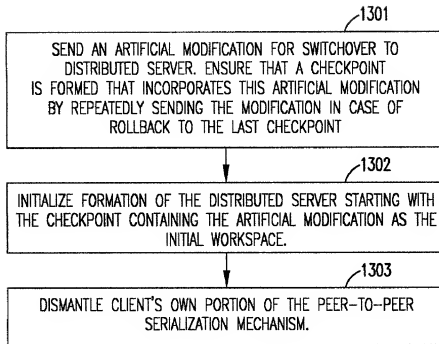 1301
SEND AN ARTIFICIAL MODIFICATION FOR SWITCHOVER TO
DISTRIBUTED SERVER. ENSURE THAT A CHECKPOINT
IS FORMED THAT INCORPORATES THIS ARTIFICIAL MODIFICATION
BY REPEATEDLY SENDING THE MODIFICATION IN CASE OF
ROLLBACK TO THE LAST CHECKPOINT
1302
INITIALIZE FORMATION OF THE DISTRIBUTED SERVER STARTING WITH
THE CHECKPOINT CONTAINING THE ARTIFICIAL MODIFICATION AS THE
INITIAL WORKSPACE.
1303
DISMANTLE CLIENT'S OWN PORTION OF THE PEER-TO-PEER
SERIALIZATION MECHANISM.